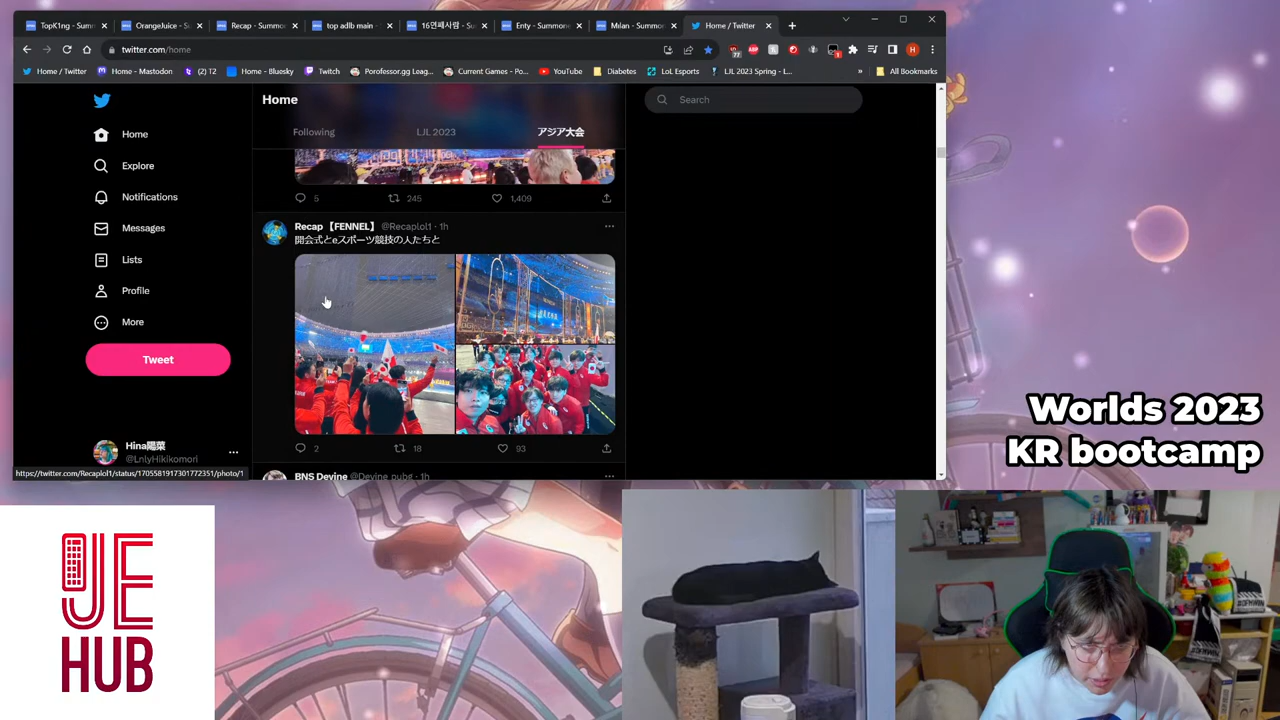 TopK1ng - Summ
OrangeJuice - Su
Recap - Summo
top adlb main
16연패사람 - Su
Enty - Summone
Milan - Summon
Home / Twitter
twitter.com/home
Home / Twitter
Home - Mastodon
(2) T2
Home - Bluesky
Twitch
Porofessor.gg Leag...
Current Games - Po...
YouTube
Diabetes
LoL Esports
LJL 2023 Spring - L...
»
All Bookmarks
Home
Search
Following
LJL 2023
アジア大会
Home
Explore
Notifications
Messages
Lists
Profile
More
Tweet
5
245
1,409
Recap【FENNEL】 @Recaplol1 · 1h
開会式とeスポーツ競技の人たちと
2
18
93
Hina陽菜
@LnlyHikikomori
https://twitter.com/Recaplol1/status/1705581917301772351/photo/1
BNS Devine @Devine_pubg · 1h
Worlds 2023
KR bootcamp
JE
HUB